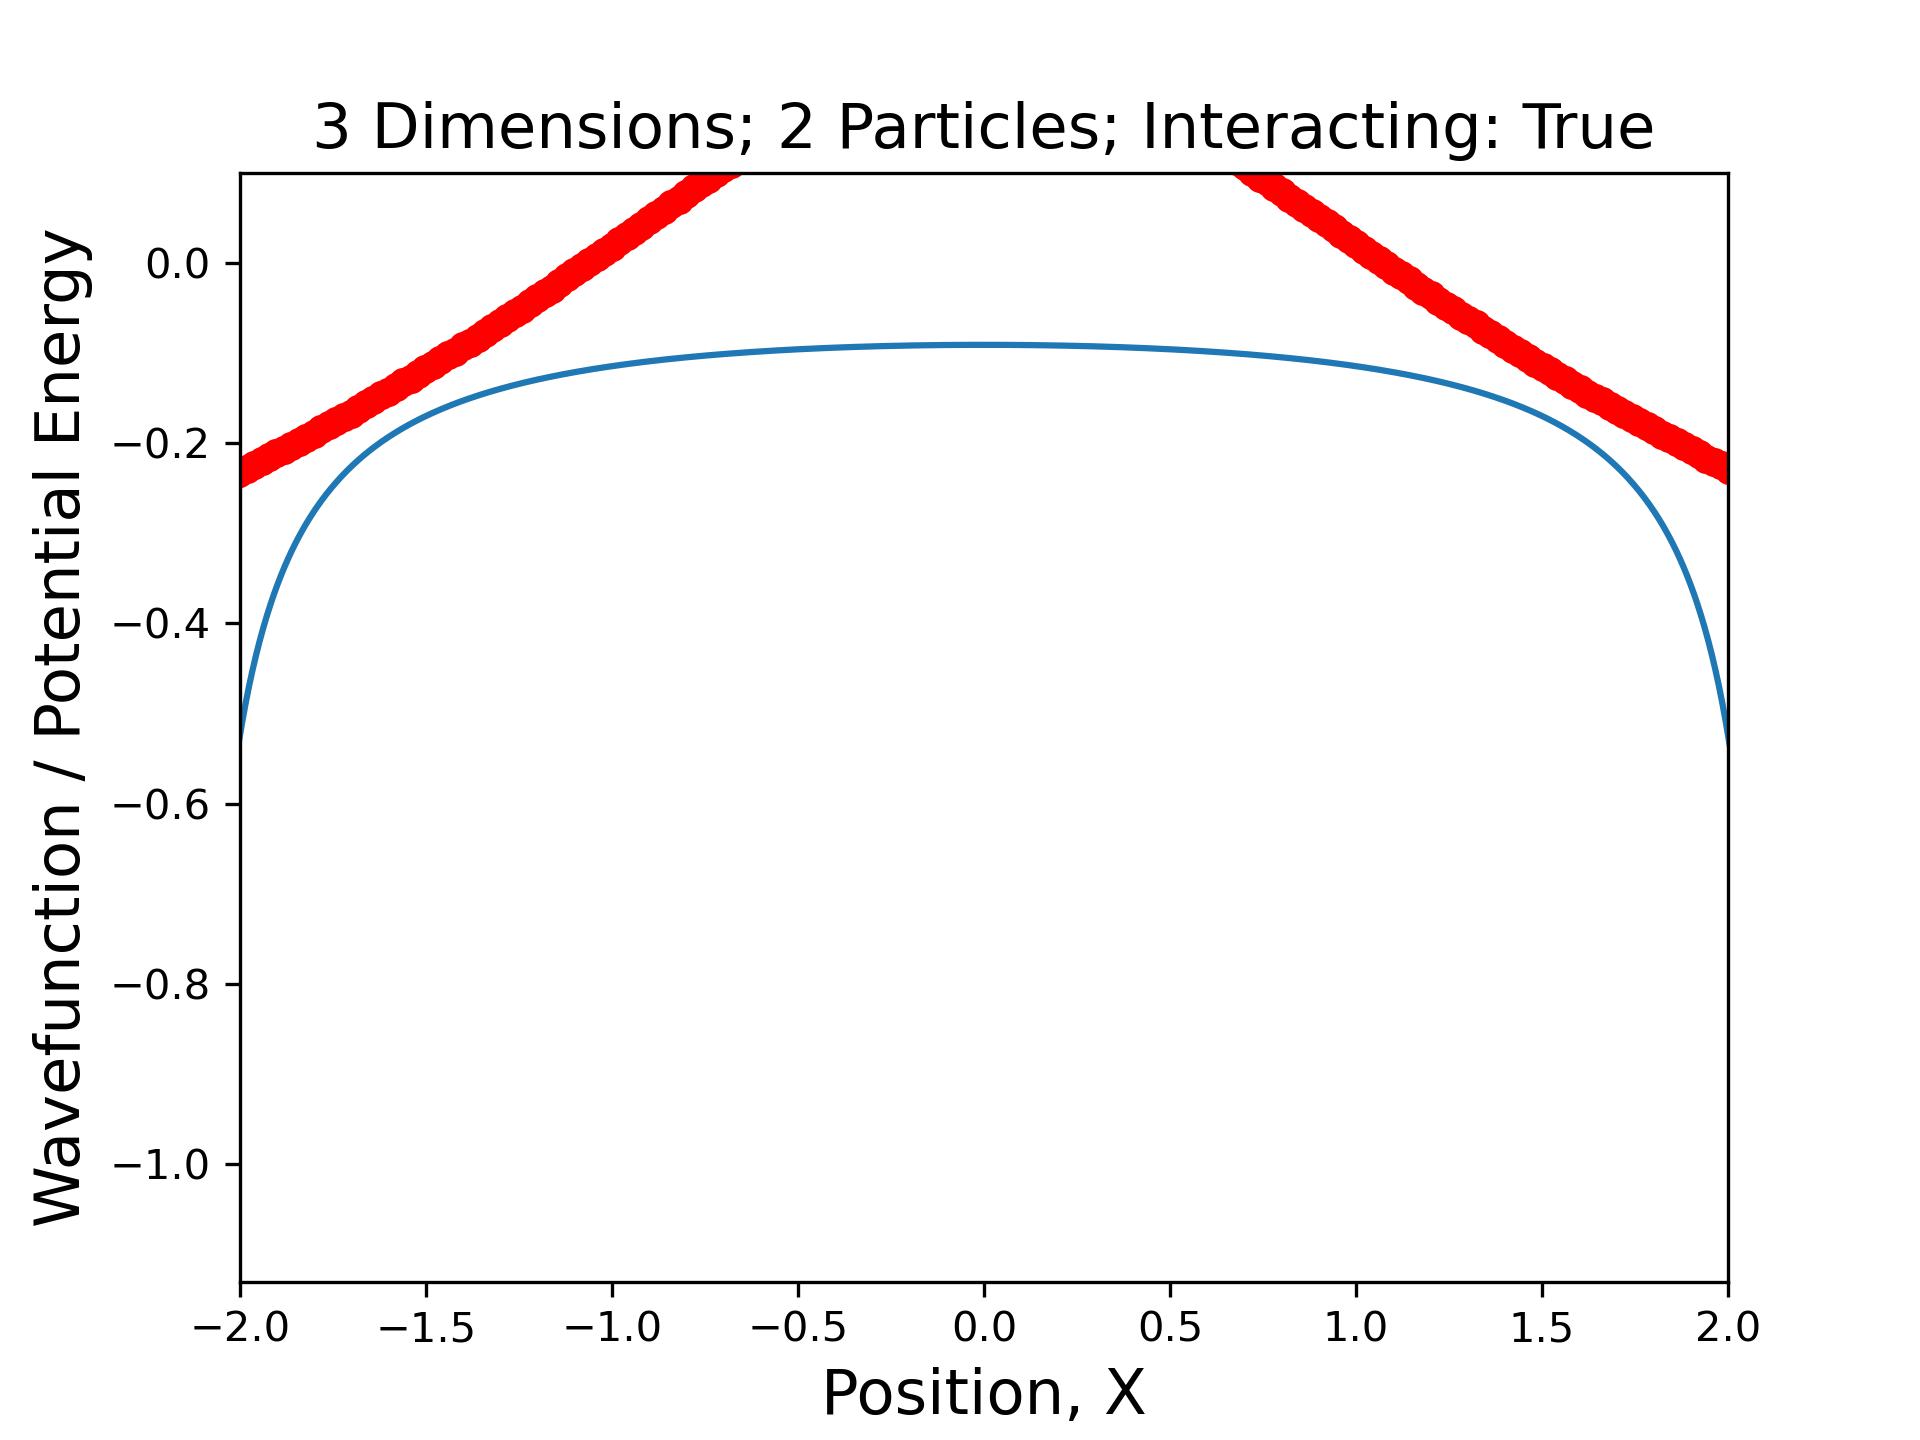 3 Dimensions; 2 Particles; Interacting: True
Wavefunction / Potential Energy
0.0
−0.2
−0.4
−0.6
−0.8
−1.0
−2.0 −1.5 −1.0 −0.5 0.0 0.5 1.0 1.5 2.0
Position, X